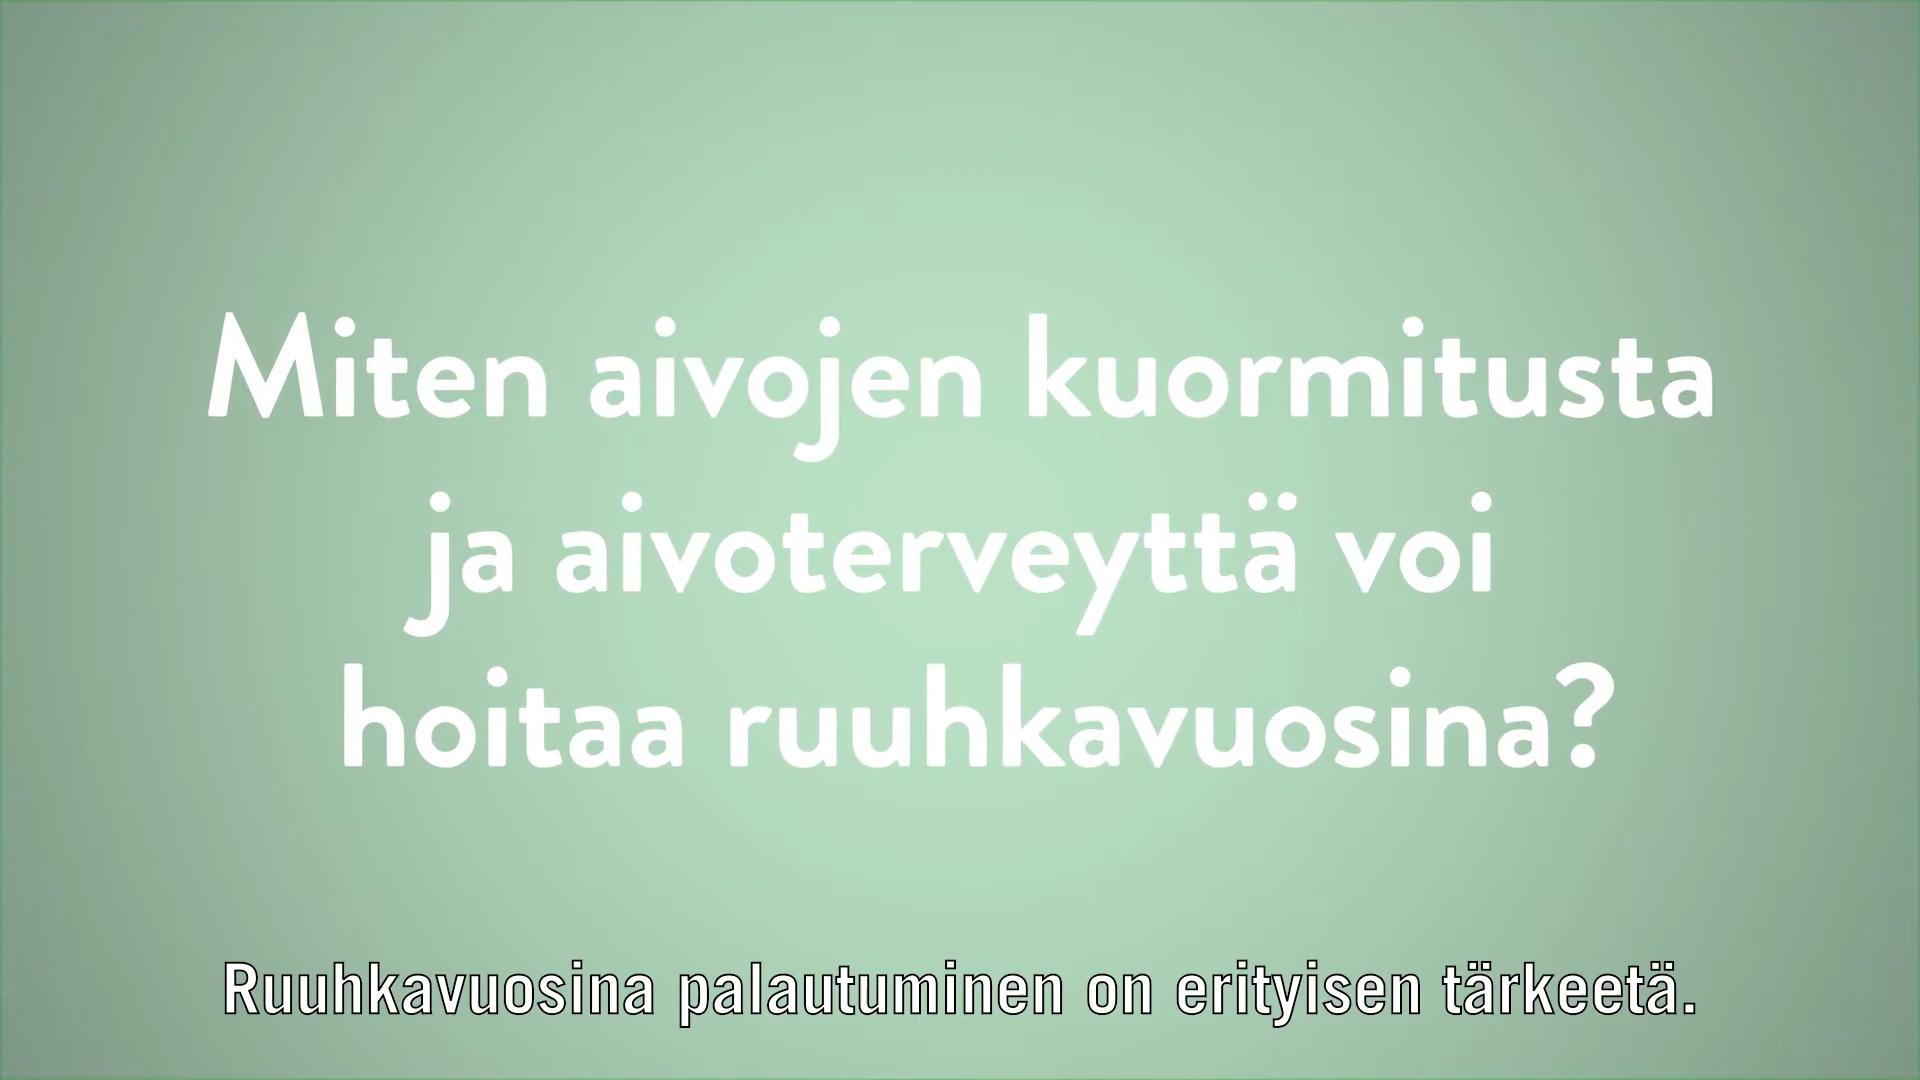 Miten aivojen kuormitusta
ja aivoterveyttä voi
hoitaa ruuhkavuosina?
Ruuhkavuosina palautuminen on erityisen tärkeetä.